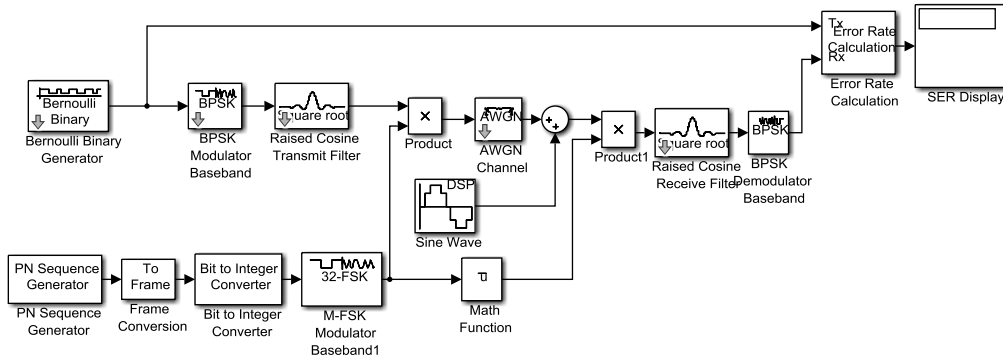 Tx
Error Rate
Calculation
Rx
Error Rate
Calculation
SER Display
Bernoulli
Binary
Bernoulli Binary
Generator
BPSK
BPSK
Modulator
Baseband
Square root
Raised Cosine
Transmit Filter
×
Product
AWGN
AWGN
Channel
+
+
×
Product1
Square root
Raised Cosine
Receive Filter
BPSK
BPSK
Demodulator
Baseband
DSP
Sine Wave
PN Sequence
Generator
PN Sequence
Generator
To
Frame
Frame
Conversion
Bit to Integer
Converter
Bit to Integer
Converter
32-FSK
M-FSK
Modulator
Baseband1
Math
Function